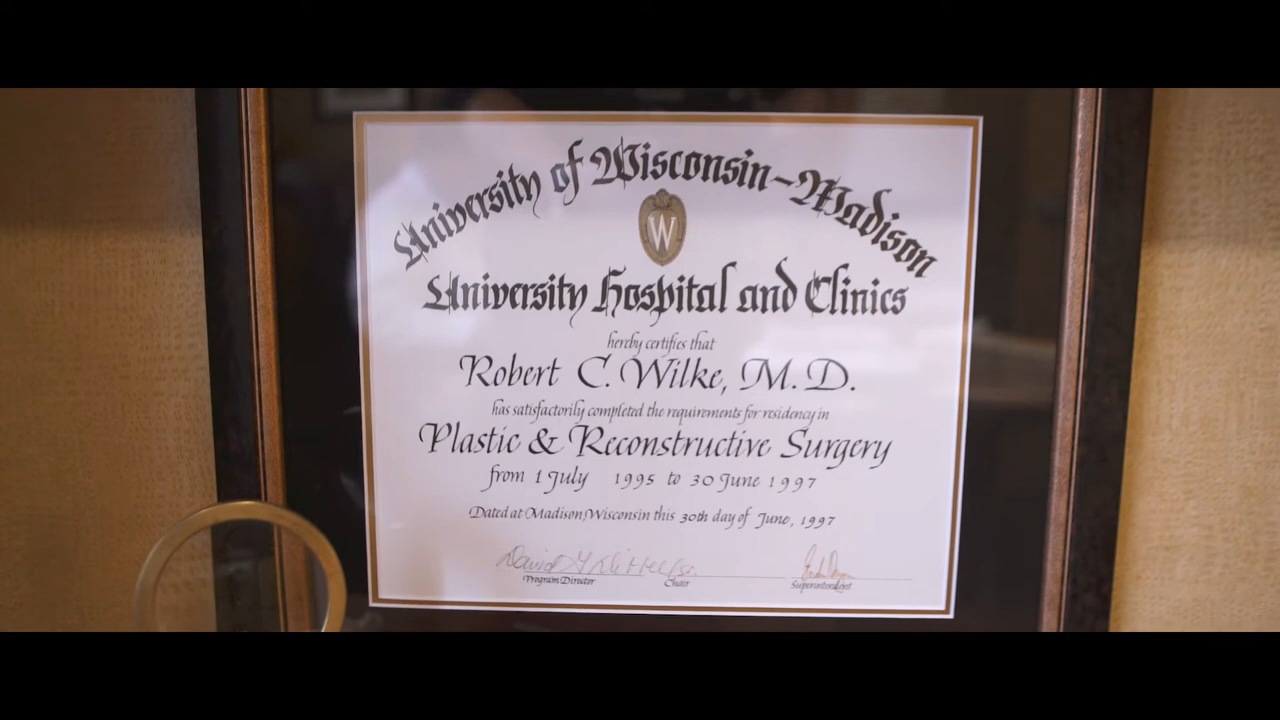 University of Wisconsin-Madison
W
University Hospital and Clinics
hereby certifies that
Robert C. Wilke, M.D.
has satisfactorily completed the requirements for residency in
Plastic & Reconstructive Surgery
from 1 July 1995 to 30 June 1997
Dated at Madison, Wisconsin this 30th day of June, 1997
Program Director Chair Superintendent